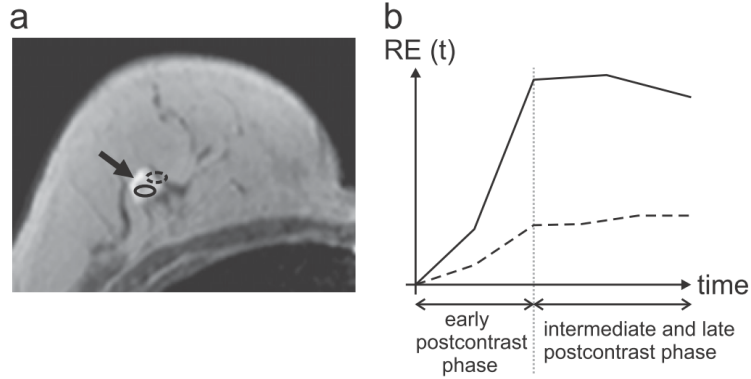 a
b
RE (t)
time
early
postcontrast
phase
intermediate and late
postcontrast phase